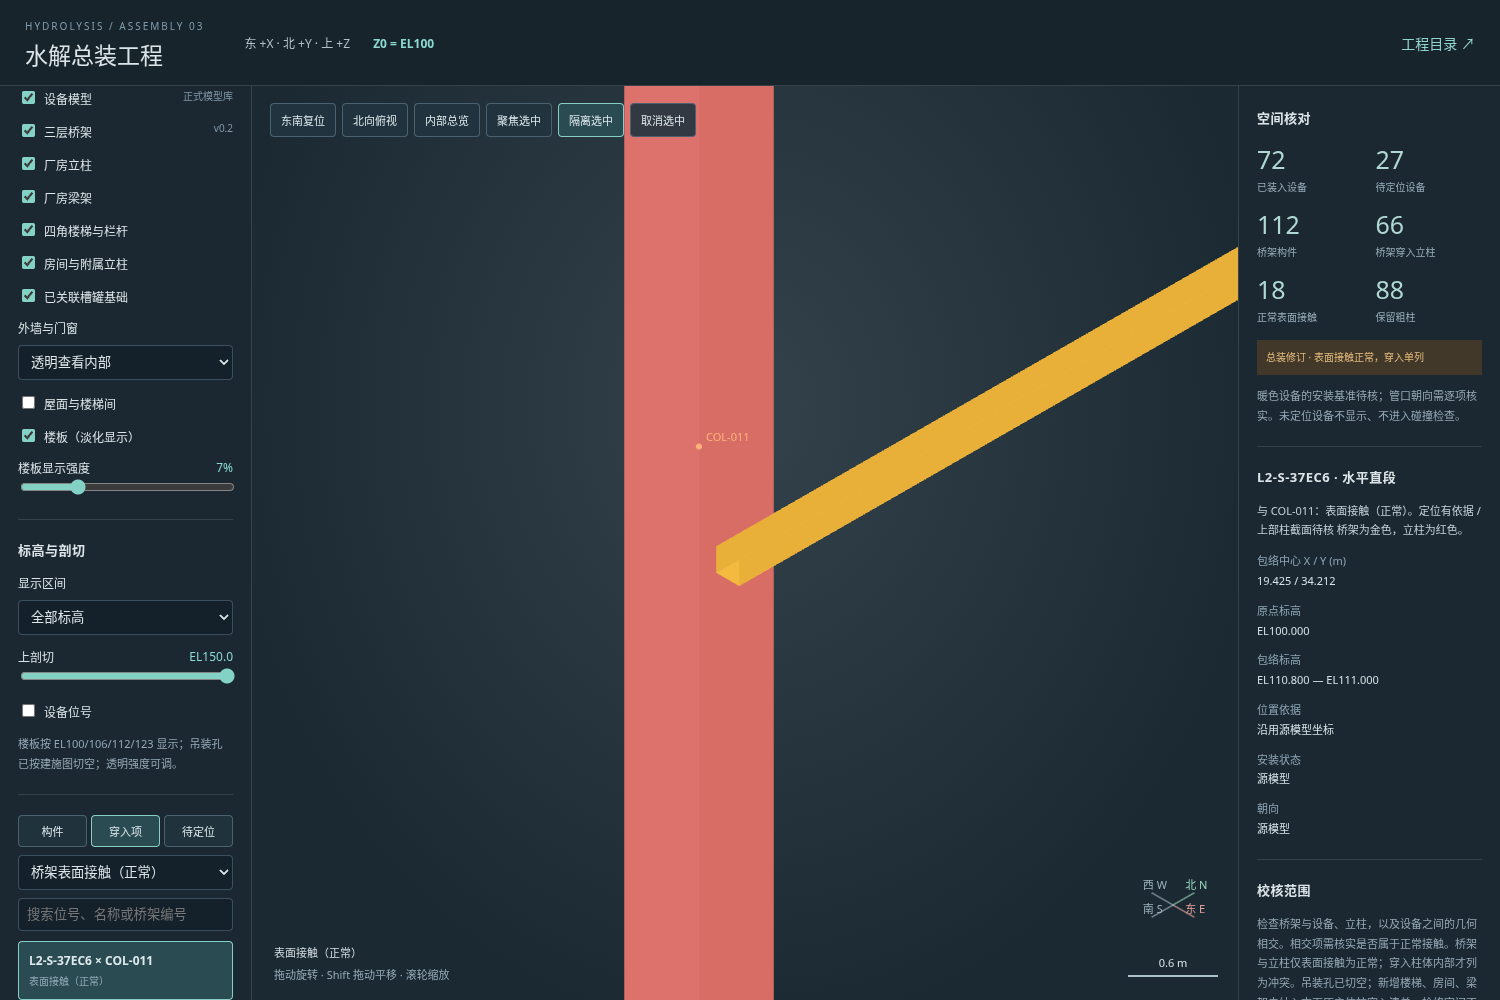 HYDROLYSIS / ASSEMBLY 03
水解总装工程
东 +X · 北 +Y · 上 +Z
Z0 = EL100
工程目录 ↗
设备模型
正式模型库
三层桥架
v0.2
厂房立柱
厂房梁架
四角楼梯与栏杆
房间与附属立柱
已关联槽罐基础
外墙与门窗
透明查看内部
屋面与楼梯间
楼板（淡化显示）
楼板显示强度
7%
标高与剖切
显示区间
全部标高
上剖切
EL150.0
设备位号
楼板按 EL100/106/112/123 显示；吊装孔
已按建施图切空；透明强度可调。
构件
穿入项
待定位
桥架表面接触（正常）
搜索位号、名称或桥架编号
L2-S-37EC6 × COL-011
表面接触（正常）
东南复位
北向俯视
内部总览
聚焦选中
隔离选中
取消选中
COL-011
西 W
北 N
南 S
东 E
表面接触（正常）
拖动旋转 · Shift 拖动平移 · 滚轮缩放
0.6 m
空间核对
72
已装入设备
27
待定位设备
112
桥架构件
66
桥架穿入立柱
18
正常表面接触
88
保留粗柱
总装修订 · 表面接触正常，穿入单列
暖色设备的安装基准待核；管口朝向需逐项核
实。未定位设备不显示、不进入碰撞检查。
L2-S-37EC6 · 水平直段
与 COL-011：表面接触（正常）。定位有依据 /
上部柱截面待核 桥架为金色，立柱为红色。
包络中心 X / Y (m)
19.425 / 34.212
原点标高
EL100.000
包络标高
EL110.800 — EL111.000
位置依据
沿用源模型坐标
安装状态
源模型
朝向
源模型
校核范围
检查桥架与设备、立柱，以及设备之间的几何
相交。相交项需核实是否属于正常接触。桥架
与立柱仅表面接触为正常；穿入柱体内部才列
为冲突。吊装孔已切空；新增楼梯、房间、梁